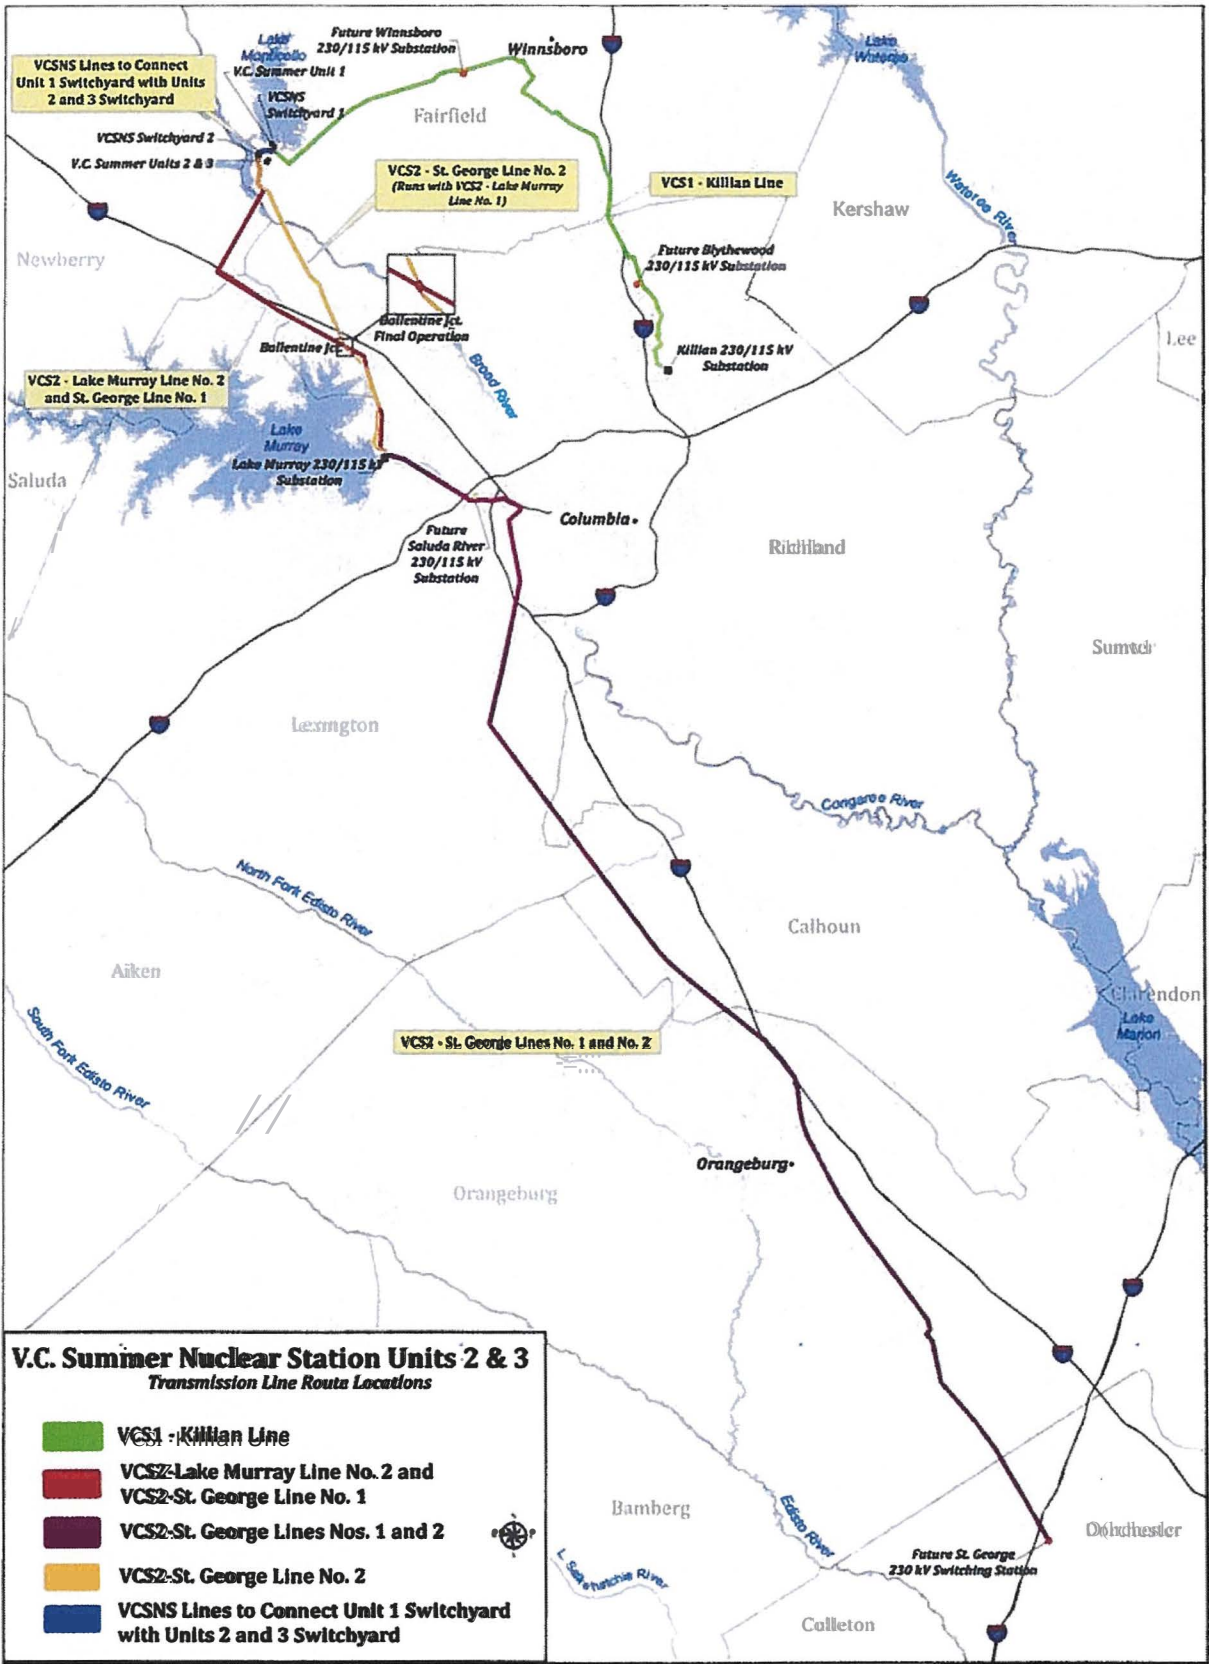 Future Winnsboro
230/115 kV Substation
Winnsboro
Lake
Monticello
V.C. Summer Unit 1
VCSNS Lines to Connect
Unit 1 Switchyard with Units
2 and 3 Switchyard
VCSNS
Switchyard 1
Lake
Wateree
Fairfield
VCSNS Switchyard 2
V.C. Summer Units 2 & 3
VCS2 - St. George Line No. 2
(Runs with VCS2 - Lake Murray
Line No. 1)
VCS1 - Killian Line
Kershaw
Wateree River
Newberry
Future Blythewood
230/115 kV Substation
Ballentine Jct.
Final Operation
Ballentine Jct.
Killian 230/115 kV
Substation
Lee
Broad River
VCS2 - Lake Murray Line No. 2
and St. George Line No. 1
Lake
Murray
Lake Murray 230/115 kV
Substation
Saluda
Columbia
Future
Saluda River
230/115 kV
Substation
Richland
Sumter
Lexington
Congaree River
North Fork Edisto River
Calhoun
Aiken
Clarendon
Lake
Marion
South Fork Edisto River
VCS2 - St. George Lines No. 1 and No. 2
Orangeburg
Orangeburg
V.C. Summer Nuclear Station Units 2 & 3
Transmission Line Route Locations
VCS1 - Killian Line
VCS2-Lake Murray Line No. 2 and
VCS2-St. George Line No. 1
VCS2-St. George Lines Nos. 1 and 2
VCS2-St. George Line No. 2
VCSNS Lines to Connect Unit 1 Switchyard
with Units 2 and 3 Switchyard
Bamberg
Edisto River
Dorchester
Future St. George
230 kV Switching Station
L. Salkehatchie River
Colleton